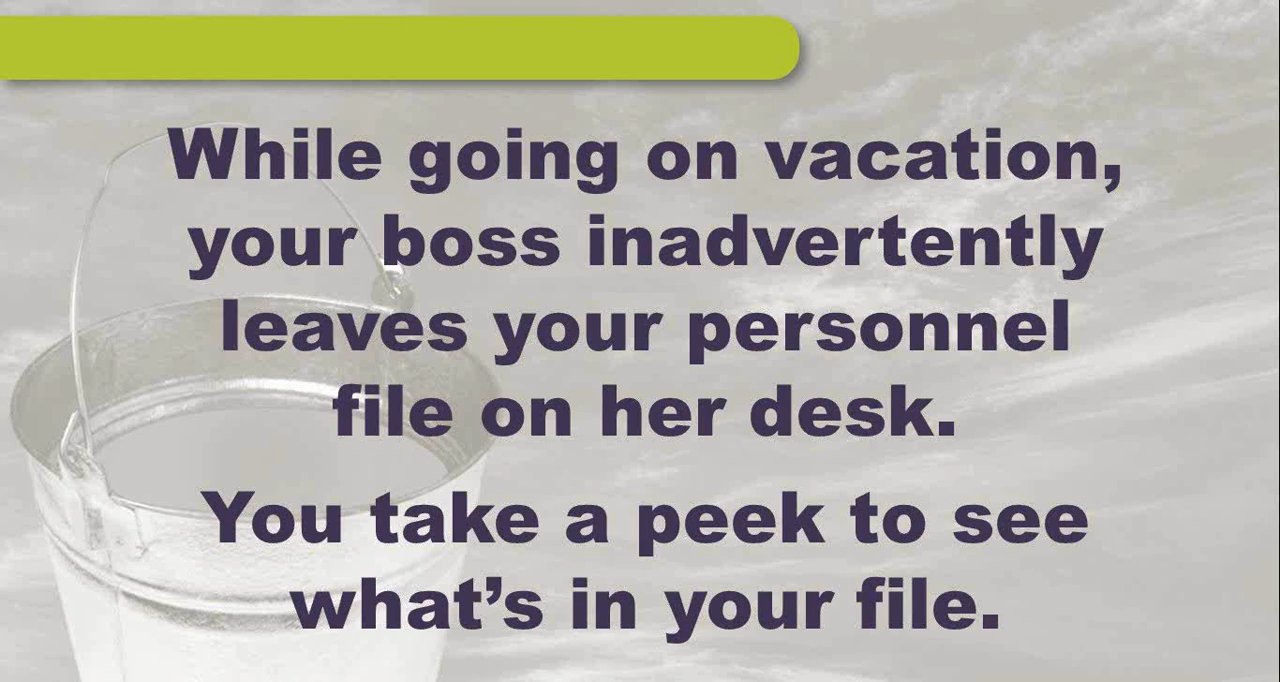 While going on vacation,
your boss inadvertently
leaves your personnel
file on her desk.
You take a peek to see
what’s in your file.